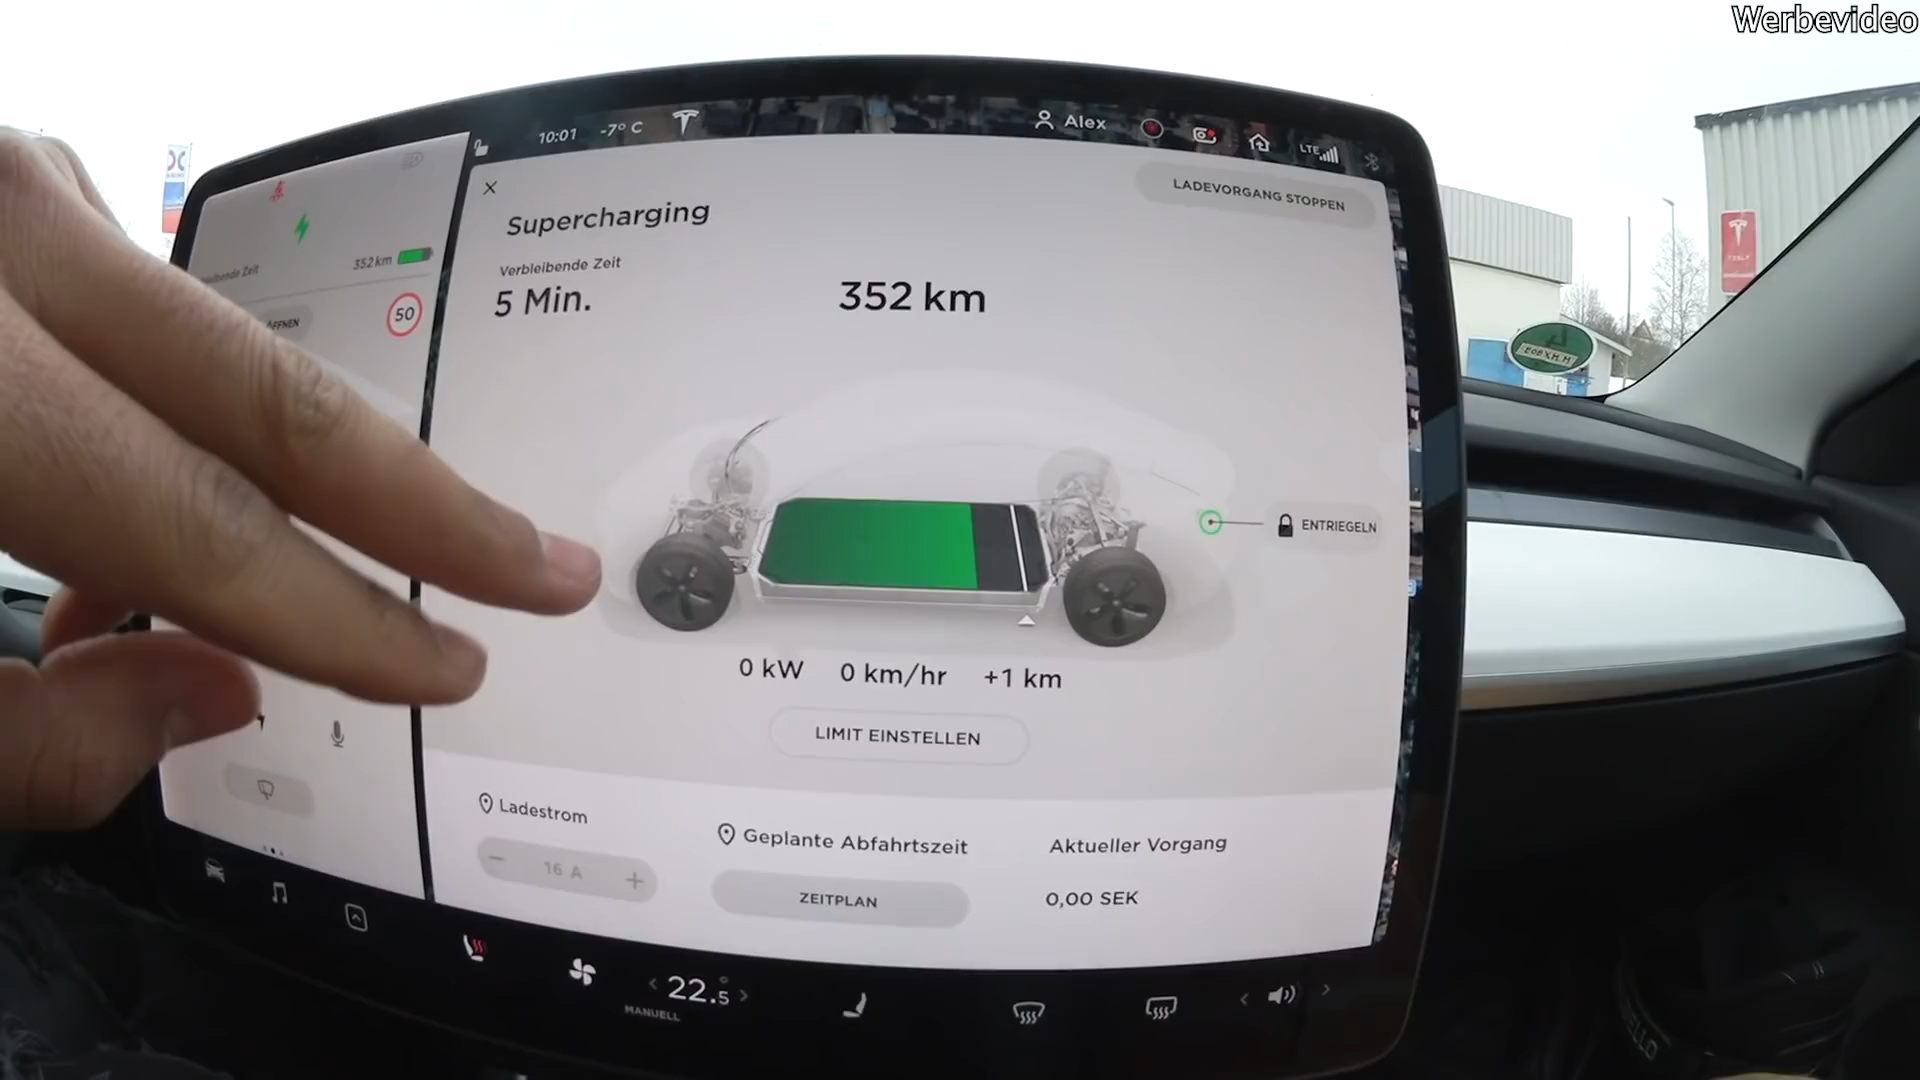 Werbevideo
10:01 -7° C
Alex
LTE
Supercharging
LADEVORGANG STOPPEN
Verbleibende Zeit
5 Min.
352 km
352 km
50
ÖFFNEN
ENTRIEGELN
TESLA
0 kW 0 km/hr +1 km
LIMIT EINSTELLEN
Ladestrom
16 A
Geplante Abfahrtszeit
ZEITPLAN
Aktueller Vorgang
0,00 SEK
22.5
MANUELL